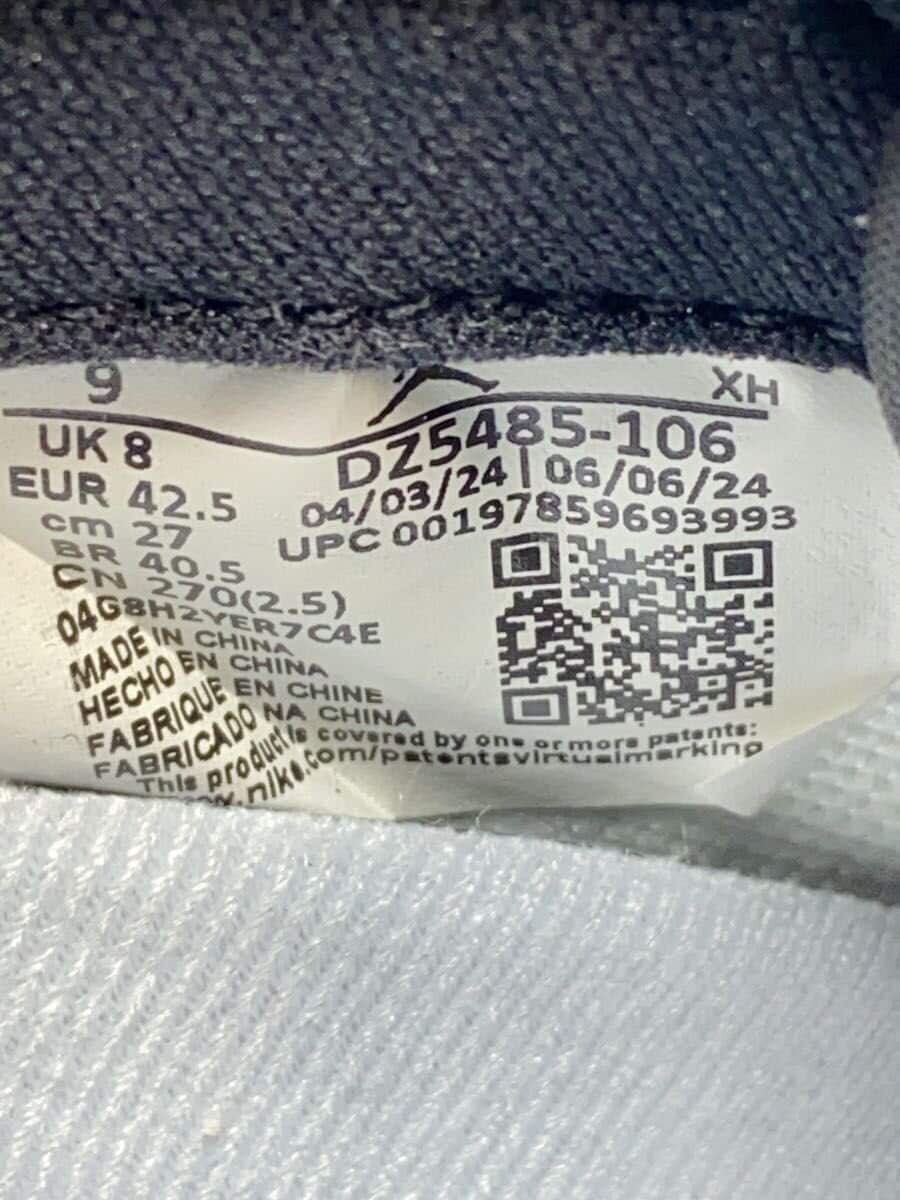 9 XH
UK 8 DZ5485-106
EUR 42.5 04/03/24 | 06/06/24
cm 27 UPC 00197859693993
BR 40.5
CN 270(2.5)
04G8H2YER7C4E
MADE IN CHINA
HECHO EN CHINA
FABRIQUE EN CHINE
FABRICADO NA CHINA
This product is covered by one or more patents:
.nike.com/patentsvirtualmarking